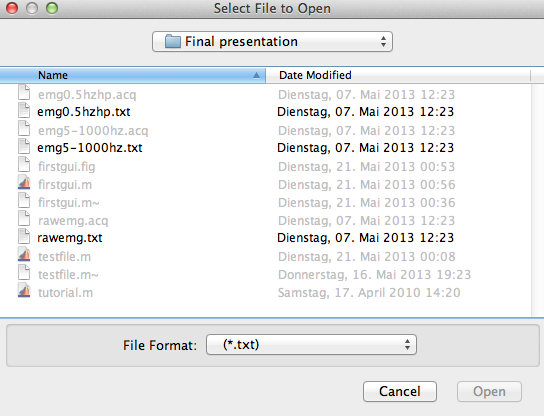 Select File to Open
Final presentation
Name Date Modified
emg0.5hzhp.acq Dienstag, 07. Mai 2013 12:23
emg0.5hzhp.txt Dienstag, 07. Mai 2013 12:23
emg5-1000hz.acq Dienstag, 07. Mai 2013 12:23
emg5-1000hz.txt Dienstag, 07. Mai 2013 12:23
firstgui.fig Dienstag, 21. Mai 2013 00:53
firstgui.m Dienstag, 21. Mai 2013 00:56
firstgui.m~ Dienstag, 21. Mai 2013 00:36
rawemg.acq Dienstag, 07. Mai 2013 12:23
rawemg.txt Dienstag, 07. Mai 2013 12:23
testfile.m Dienstag, 21. Mai 2013 00:08
testfile.m~ Donnerstag, 16. Mai 2013 19:23
tutorial.m Samstag, 17. April 2010 14:20
File Format: (*.txt)
Cancel Open